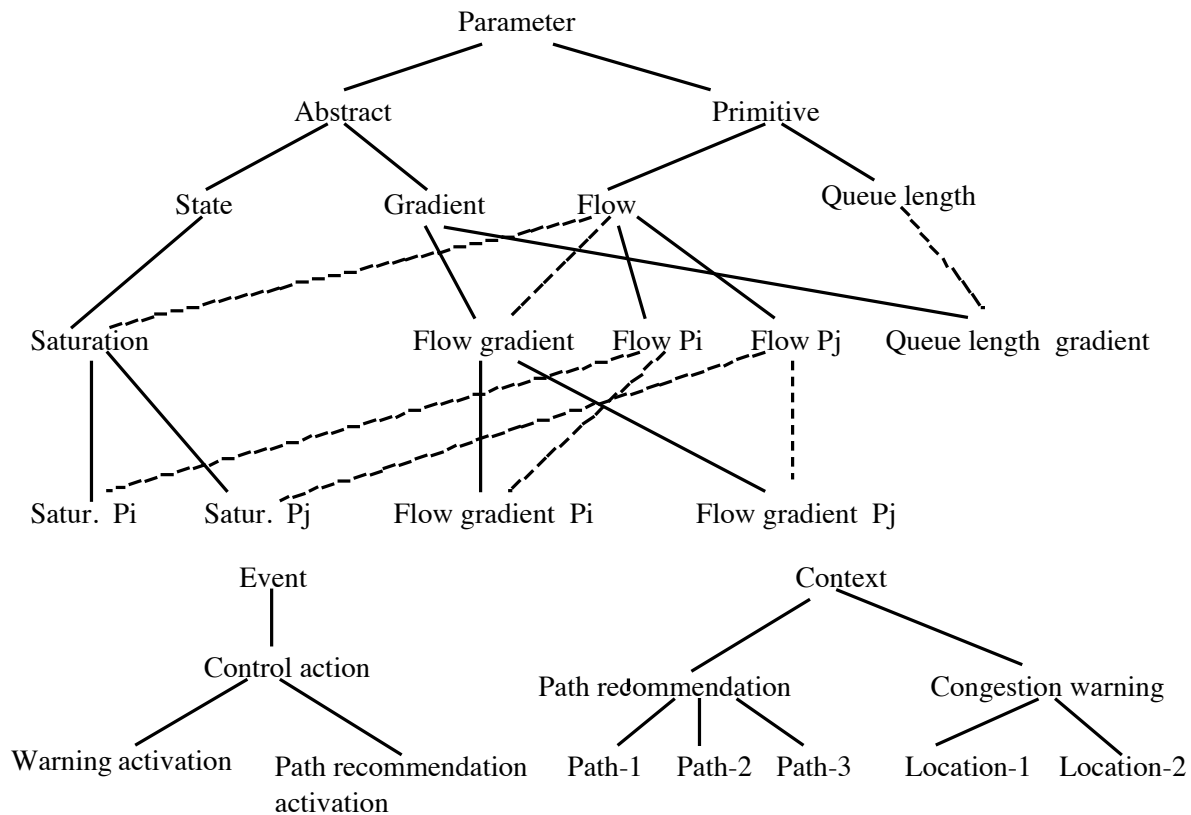 Parameter
Abstract
Primitive
State
Gradient
Flow
Queue length
Saturation
Flow gradient
Flow Pi
Flow Pj
Queue length gradient
Satur. Pi
Satur. Pj
Flow gradient Pi
Flow gradient Pj
Event
Context
Control action
Path recommendation
Congestion warning
Warning activation
Path recommendation
activation
Path-1
Path-2
Path-3
Location-1
Location-2